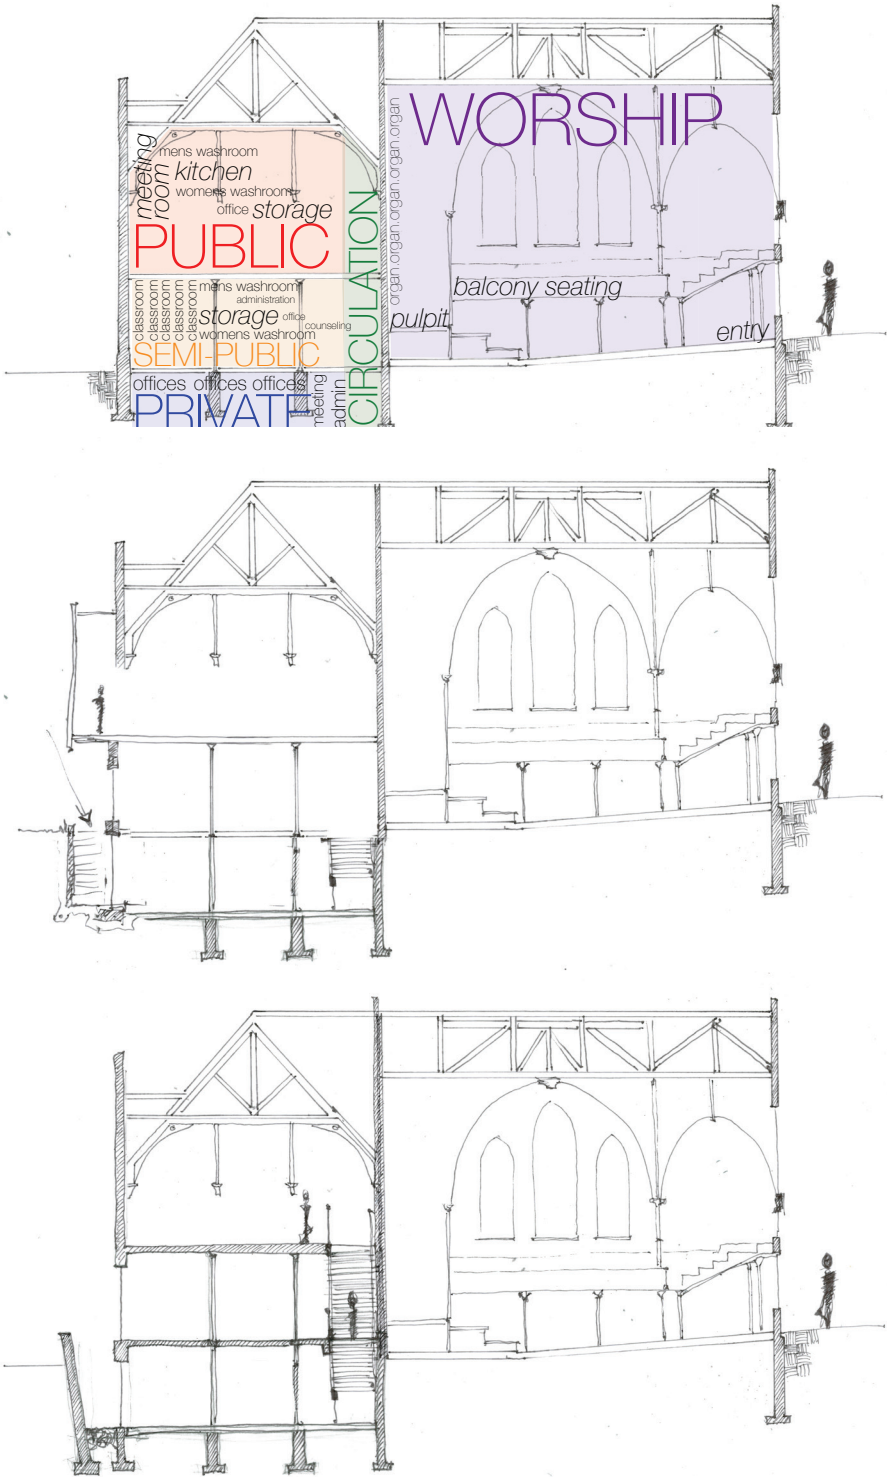 WORSHIP
organ.organ.organ.organ.organ.organ
meeting room
mens washroom
kitchen
womens washroom
office storage
PUBLIC
CIRCULATION
classroom
classroom
classroom
classroom
classroom
mens washroom
administration
storage office
counseling
womens washroom
SEMI-PUBLIC
balcony seating
pulpit
entry
offices offices offices
PRIVATE
meeting
admin